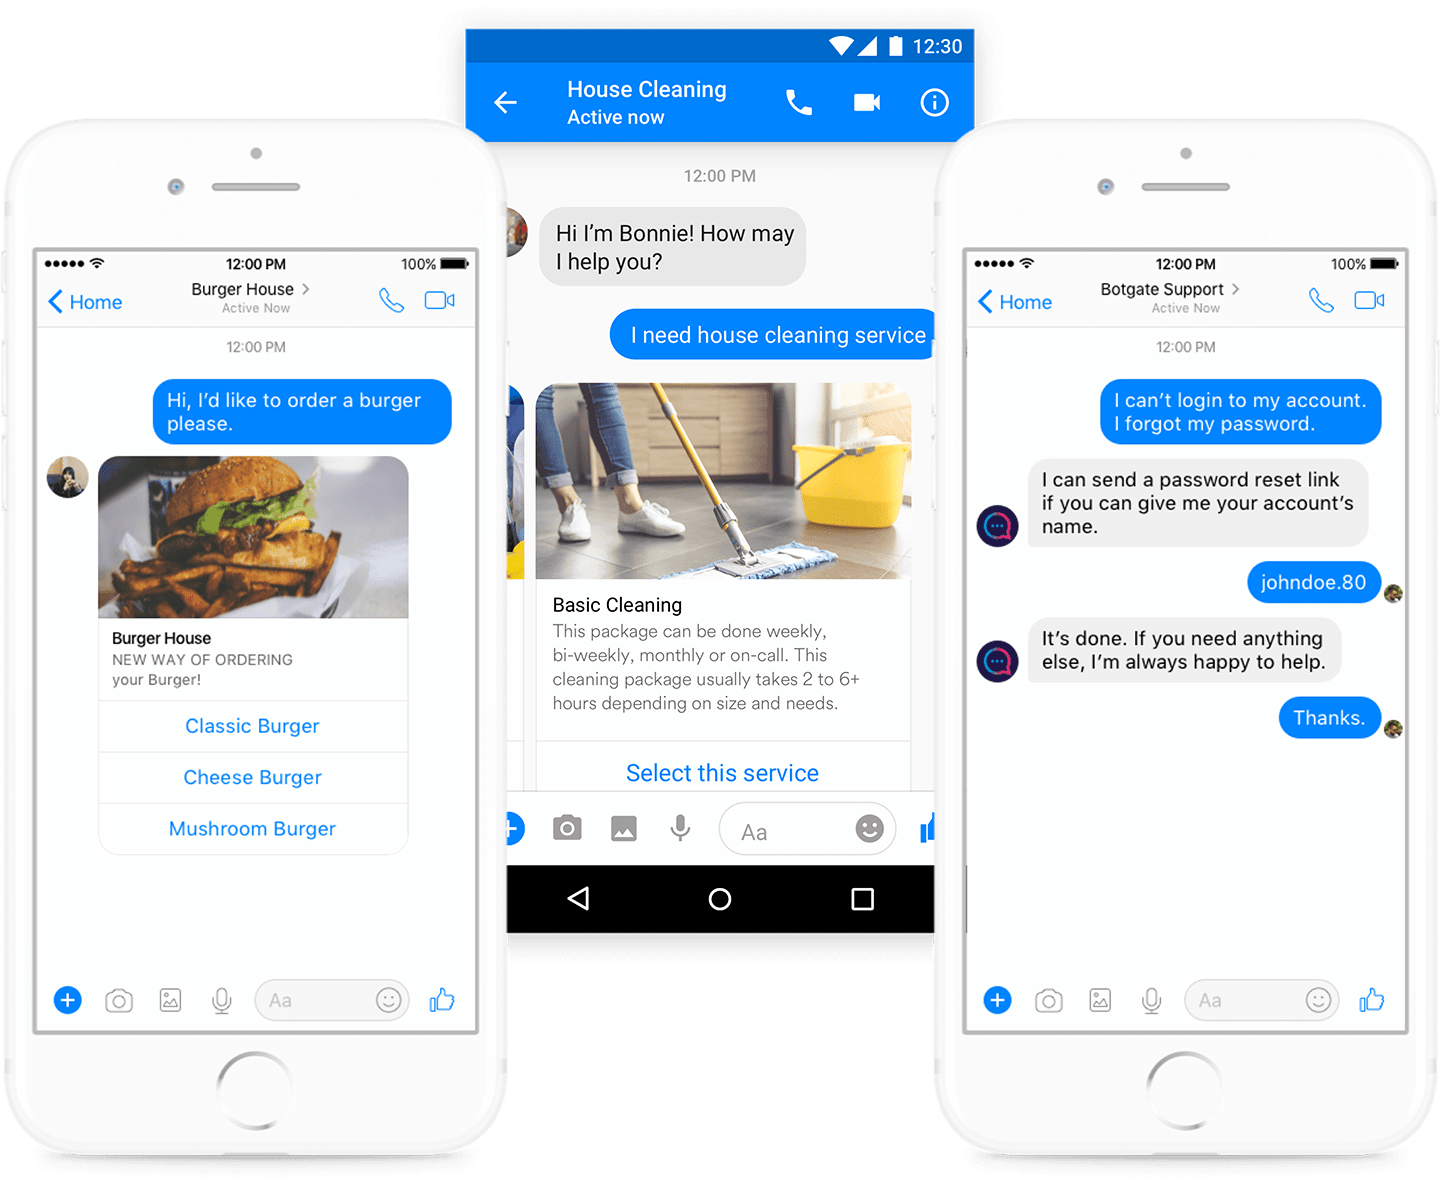 12:00 PM
100%
Home
Burger House
Active Now
12:00 PM
Hi, I’d like to order a burger
please.
Burger House
NEW WAY OF ORDERING
your Burger!
Classic Burger
Cheese Burger
Mushroom Burger
Aa
12:30
House Cleaning
Active now
12:00 PM
Hi I’m Bonnie! How may
I help you?
I need house cleaning service
Basic Cleaning
This package can be done weekly,
bi-weekly, monthly or on-call. This
cleaning package usually takes 2 to 6+
hours depending on size and needs.
Select this service
Aa
12:00 PM
100%
Home
Botgate Support
Active Now
12:00 PM
I can’t login to my account.
I forgot my password.
I can send a password reset link
if you can give me your account’s
name.
johndoe.80
It’s done. If you need anything
else, I’m always happy to help.
Thanks.
Aa